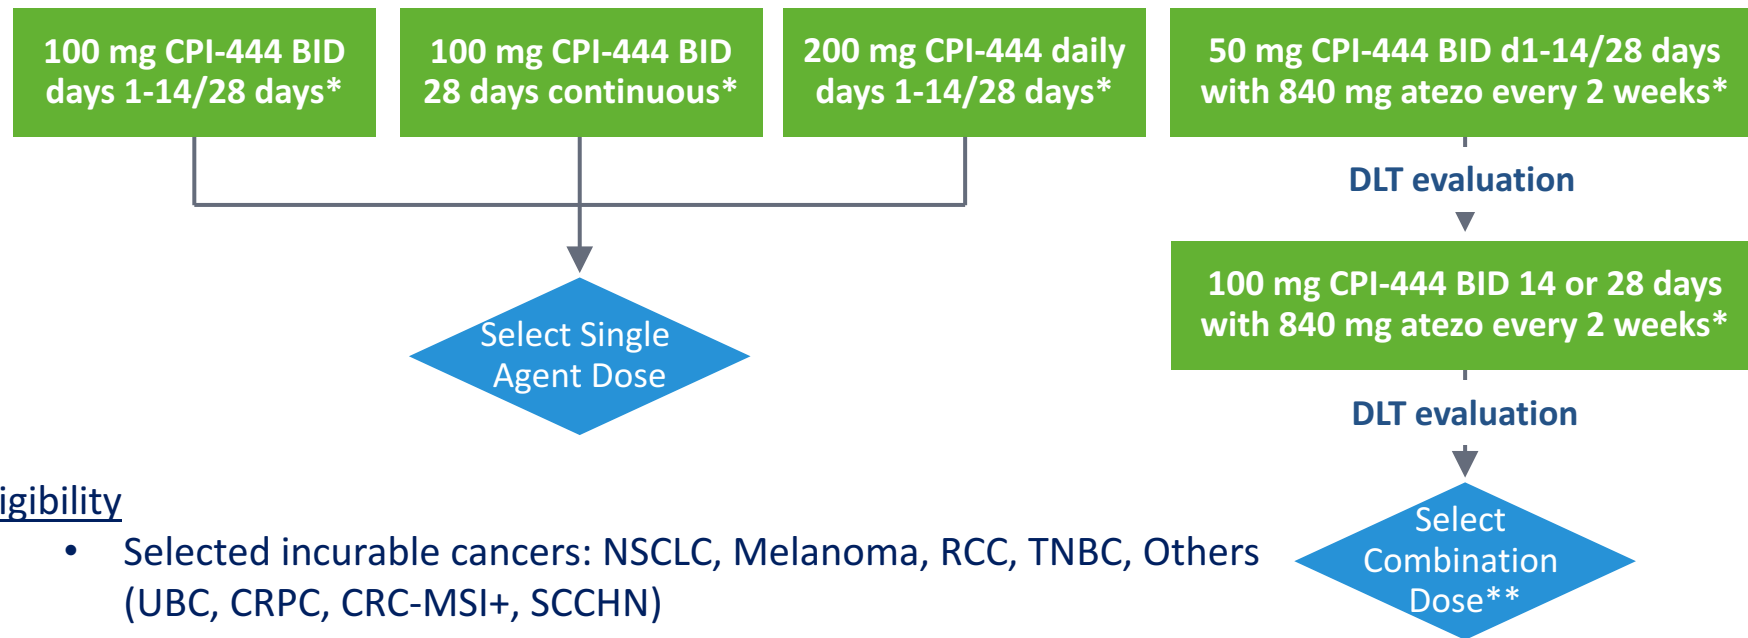 100 mg CPI-444 BID
days 1-14/28 days*
100 mg CPI-444 BID
28 days continuous*
200 mg CPI-444 daily
days 1-14/28 days*
50 mg CPI-444 BID d1-14/28 days
with 840 mg atezo every 2 weeks*
DLT evaluation
100 mg CPI-444 BID 14 or 28 days
with 840 mg atezo every 2 weeks*
Select Single
Agent Dose
DLT evaluation
Select
Combination
Dose**
igibility
• Selected incurable cancers: NSCLC, Melanoma, RCC, TNBC, Others
(UBC, CRPC, CRC-MSI+, SCCHN)